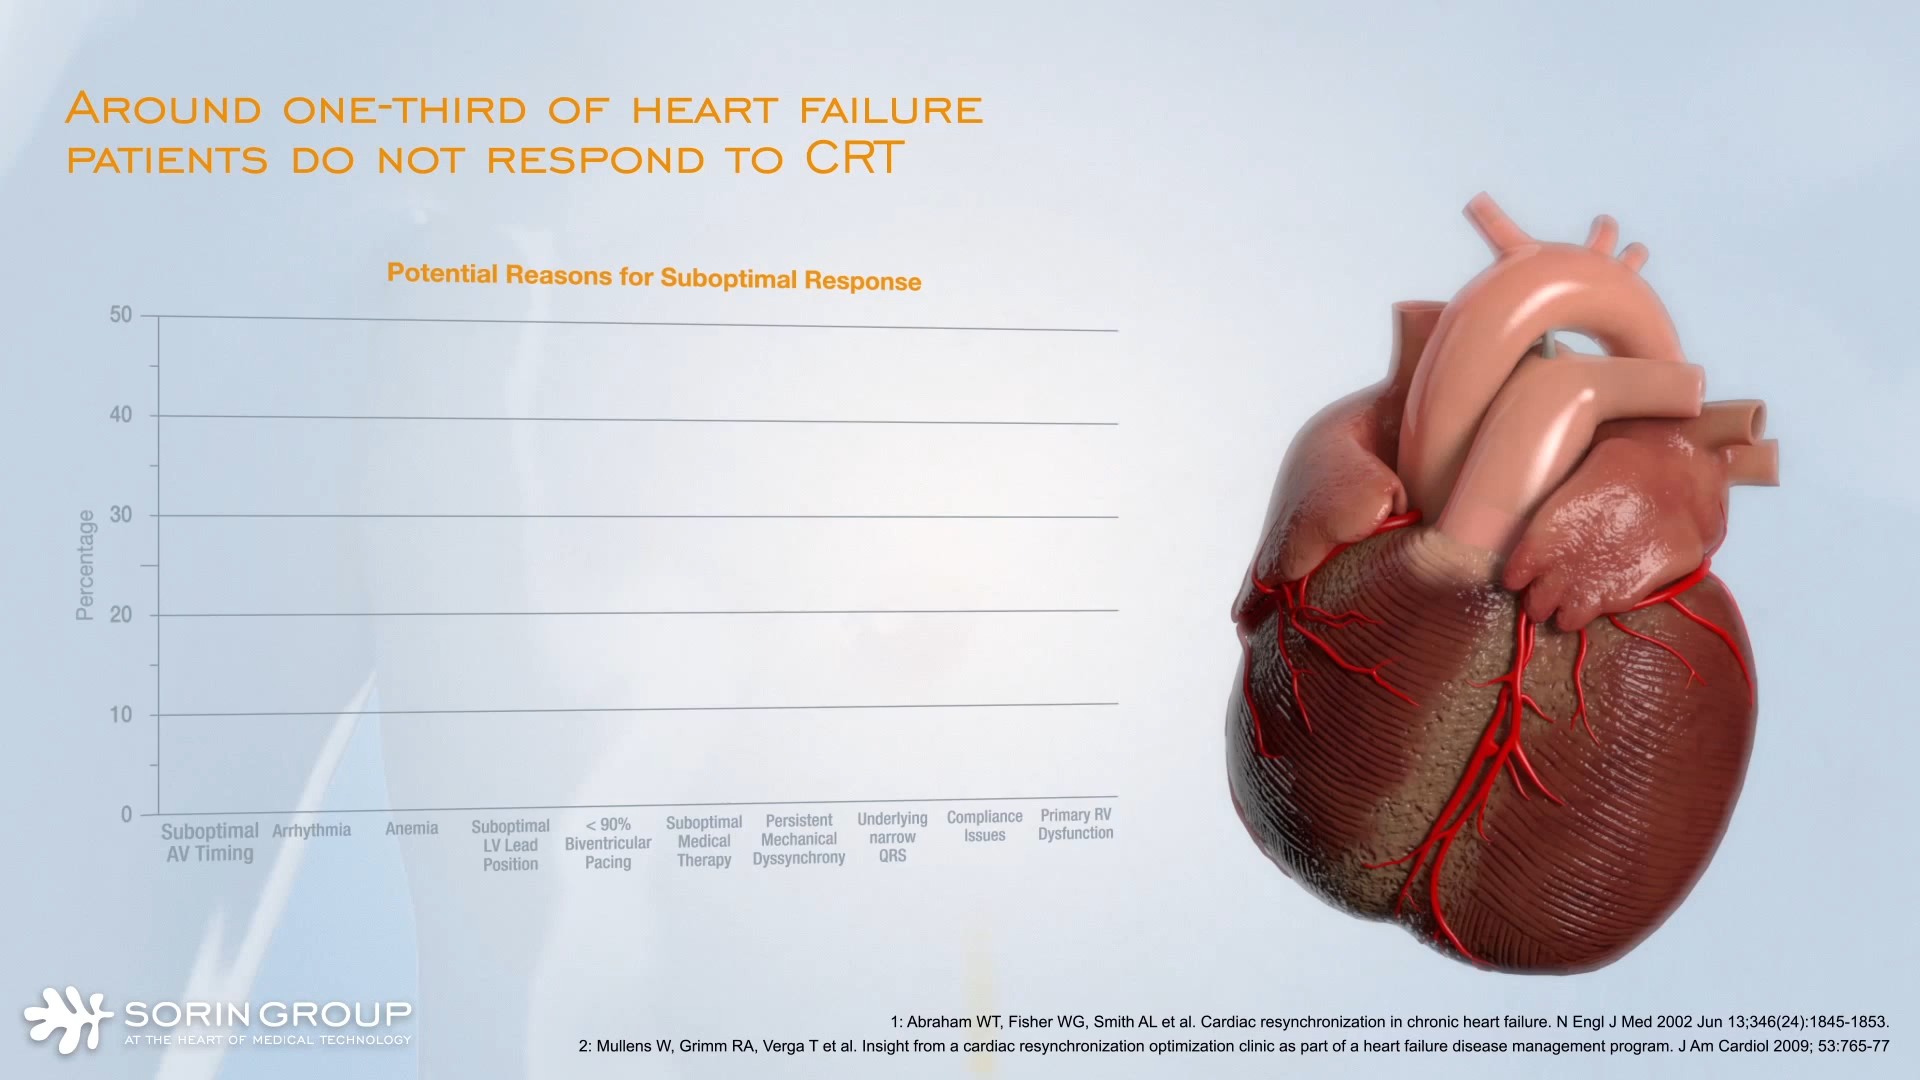 Around one-third of heart failure
patients do not respond to CRT
Potential Reasons for Suboptimal Response
Percentage
50
40
30
20
10
0
Suboptimal
AV Timing
Arrhythmia
Anemia
Suboptimal
LV Lead
Position
< 90%
Biventricular
Pacing
Suboptimal
Medical
Therapy
Persistent
Mechanical
Dyssynchrony
Underlying
narrow
QRS
Compliance
Issues
Primary RV
Dysfunction
SORIN GROUP
AT THE HEART OF MEDICAL TECHNOLOGY
1: Abraham WT, Fisher WG, Smith AL et al. Cardiac resynchronization in chronic heart failure. N Engl J Med 2002 Jun 13;346(24):1845-1853.
2: Mullens W, Grimm RA, Verga T et al. Insight from a cardiac resynchronization optimization clinic as part of a heart failure disease management program. J Am Cardiol 2009; 53:765-77